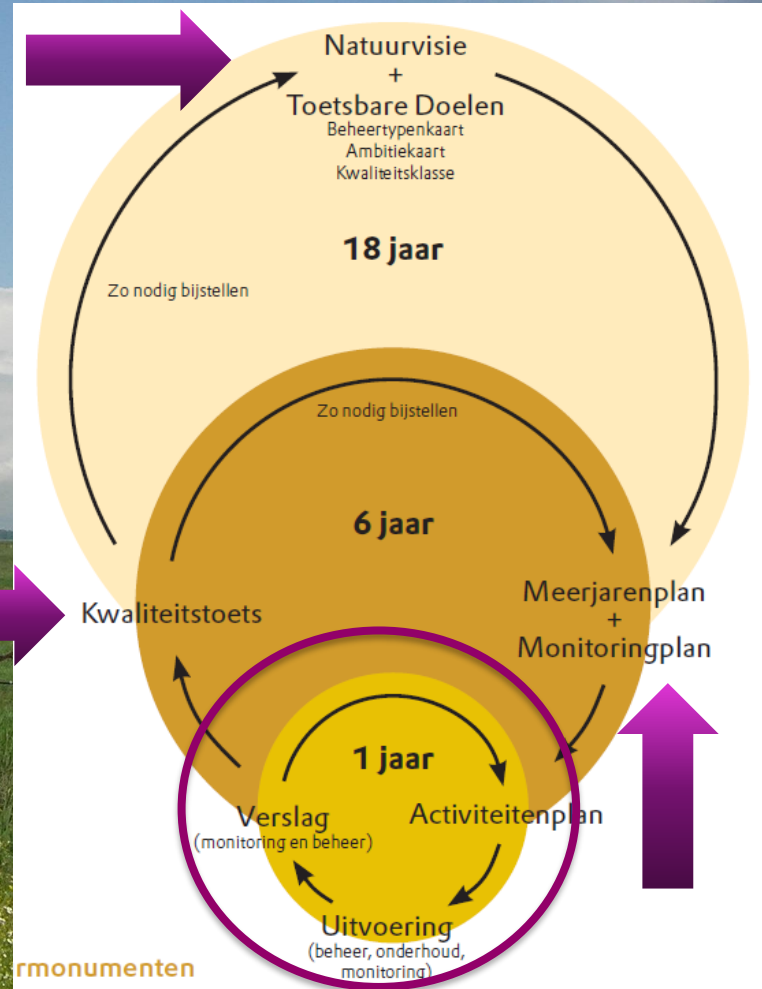 Natuurvisie
+
Toetsbare Doelen
Beheertypenkaart
Ambitiekaart
Kwaliteitsklasse
18 jaar
Zo nodig bijstellen
Zo nodig bijstellen
6 jaar
Kwaliteitstoets
Meerjarenplan
+
Monitoringplan
1 jaar
Verslag
(monitoring en beheer)
Activiteitenplan
Uitvoering
(beheer, onderhoud,
monitoring)
rmonumenten